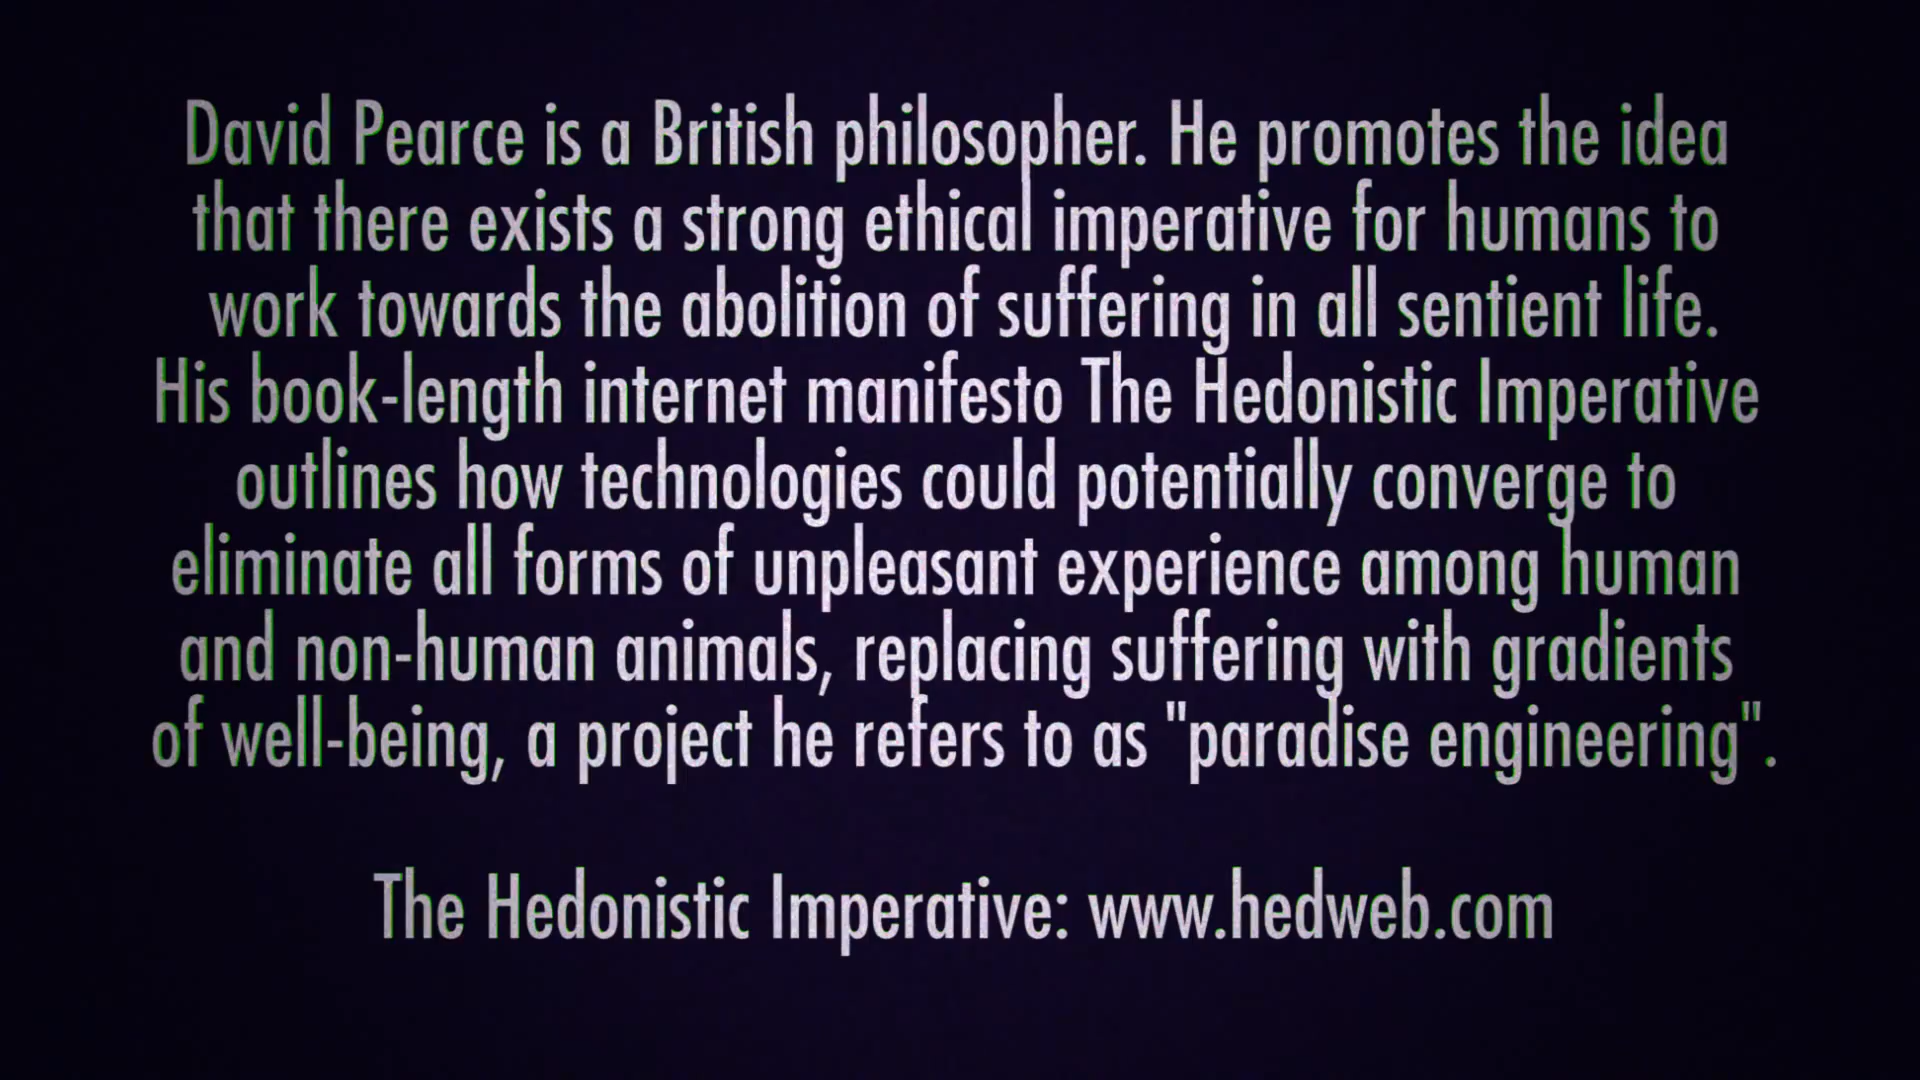 David Pearce is a British philosopher. He promotes the idea
that there exists a strong ethical imperative for humans to
work towards the abolition of suffering in all sentient life.
His book-length internet manifesto The Hedonistic Imperative
outlines how technologies could potentially converge to
eliminate all forms of unpleasant experience among human
and non-human animals, replacing suffering with gradients
of well-being, a project he refers to as "paradise engineering".
The Hedonistic Imperative: www.hedweb.com